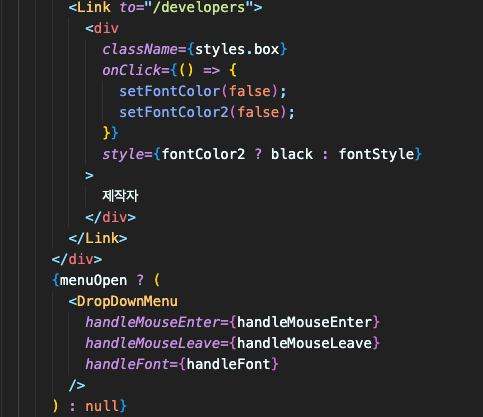 <Link to="/developers">
<div
className={styles.box}
onClick={() => {
setFontColor(false);
setFontColor2(false);
}}
style={fontColor2 ? black : fontStyle}
>
제작자
</div>
</Link>
</div>
{menuOpen ? (
<DropDownMenu
handleMouseEnter={handleMouseEnter}
handleMouseLeave={handleMouseLeave}
handleFont={handleFont}
/>
) : null}